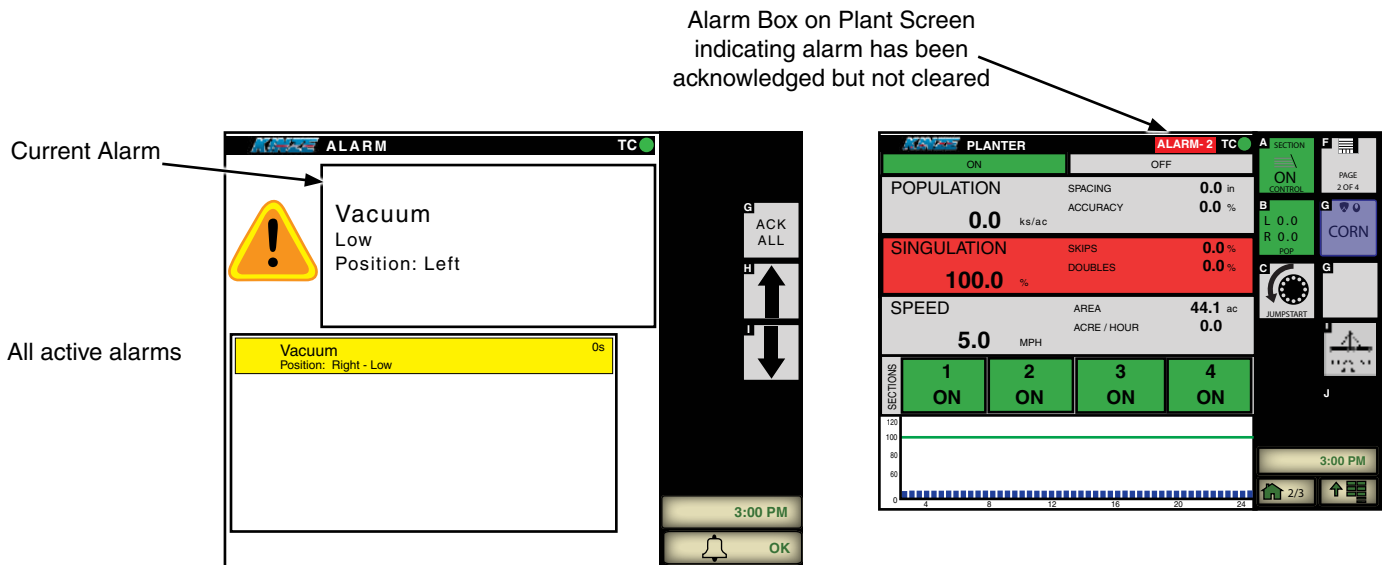 Alarm Box on Plant Screen
indicating alarm has been
acknowledged but not cleared
Current Alarm
All active alarms
KINZE ALARM TC
Vacuum
Low
Position: Left
Vacuum 0s
Position: Right - Low
G
ACK
ALL
H
I
3:00 PM
OK
KINZE PLANTER ALARM- 2 TC
ON OFF
POPULATION SPACING 0.0 in
ACCURACY 0.0 %
0.0 ks/ac
SINGULATION SKIPS 0.0 %
DOUBLES 0.0 %
100.0 %
SPEED AREA 44.1 ac
ACRE / HOUR 0.0
5.0 MPH
SECTIONS
1 2 3 4
ON ON ON ON
120
100
80
60
0
4 8 12 16 20 24
A SECTION
ON
CONTROL
F
PAGE
2 OF 4
B
L 0.0
R 0.0
POP
G
CORN
C
JUMPSTART
G
J
3:00 PM
2/3